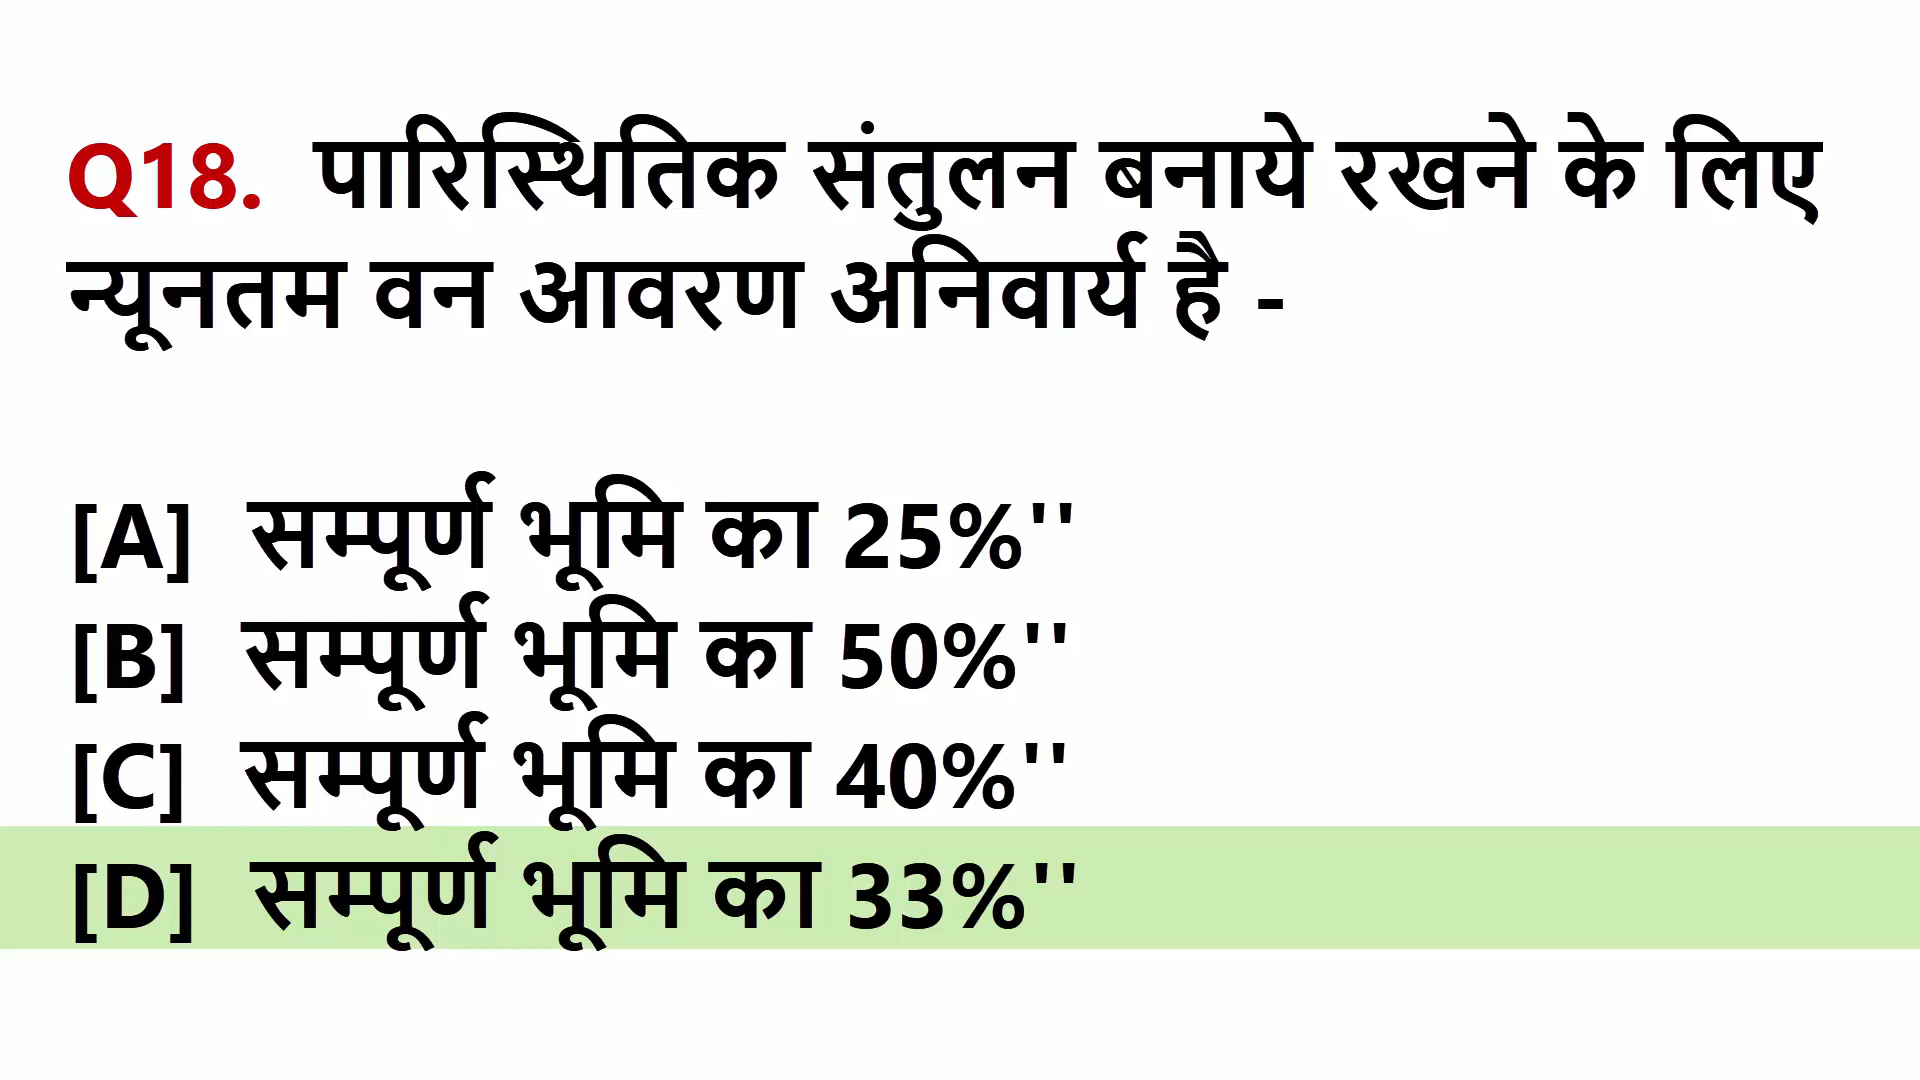 Q18. पारिस्थितिक संतुलन बनाये रखने के लिए
न्यूनतम वन आवरण अनिवार्य है -
[A] सम्पूर्ण भूमि का 25%''
[B] सम्पूर्ण भूमि का 50%''
[C] सम्पूर्ण भूमि का 40%''
[D] सम्पूर्ण भूमि का 33%''